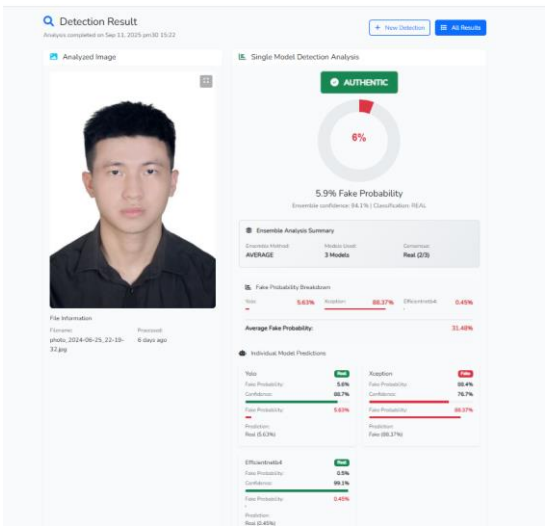 Detection Result
Analysis completed on Sep 11, 2025 pm30 15:22
+ New Detection
All Results
Analyzed Image
File Information
Filename:
Processed:
photo_2024-06-25_22-19-
32.jpg
6 days ago
Single Model Detection Analysis
AUTHENTIC
6%
5.9% Fake Probability
Ensemble confidence: 84.1% | Classification: REAL
Ensemble Analysis Summary
Ensemble Method:
Models Used:
Consensus:
AVERAGE
3 Models
Real (2/3)
Fake Probability Breakdown
Yolo:
5.63%
Xception:
88.37%
Efficientnetb4:
0.45%
Average Fake Probability:
31.48%
Individual Model Predictions
Yolo
Real
Fake Probability:
5.6%
Confidence:
88.7%
Fake Probability:
5.63%
Prediction:
Real (5.63%)
Xception
Fake
Fake Probability:
88.4%
Confidence:
76.7%
Fake Probability:
88.37%
Prediction:
Fake (88.37%)
Efficientnetb4
Real
Fake Probability:
0.5%
Confidence:
99.1%
Fake Probability:
0.45%
Prediction:
Real (0.45%)